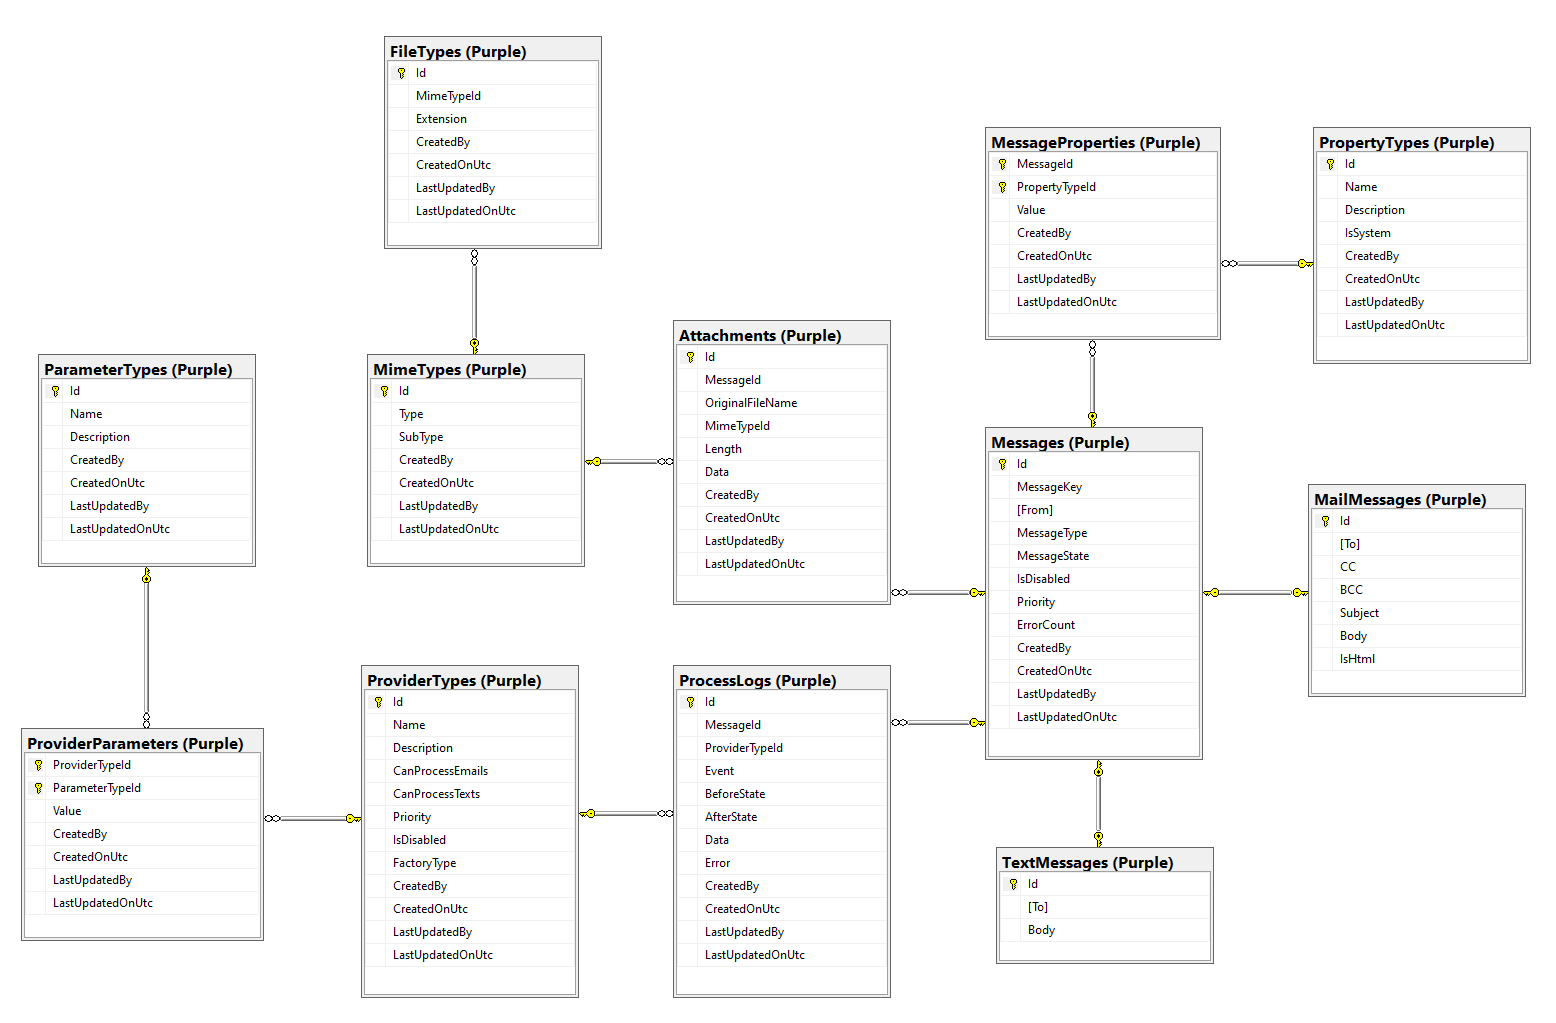 FileTypes (Purple)
Id
MimeTypeId
Extension
CreatedBy
CreatedOnUtc
LastUpdatedBy
LastUpdatedOnUtc
MessageProperties (Purple)
MessageId
PropertyTypeId
Value
CreatedBy
CreatedOnUtc
LastUpdatedBy
LastUpdatedOnUtc
PropertyTypes (Purple)
Id
Name
Description
IsSystem
CreatedBy
CreatedOnUtc
LastUpdatedBy
LastUpdatedOnUtc
ParameterTypes (Purple)
Id
Name
Description
CreatedBy
CreatedOnUtc
LastUpdatedBy
LastUpdatedOnUtc
MimeTypes (Purple)
Id
Type
SubType
CreatedBy
CreatedOnUtc
LastUpdatedBy
LastUpdatedOnUtc
Attachments (Purple)
Id
MessageId
OriginalFileName
MimeTypeId
Length
Data
CreatedBy
CreatedOnUtc
LastUpdatedBy
LastUpdatedOnUtc
Messages (Purple)
Id
MessageKey
[From]
MessageType
MessageState
IsDisabled
Priority
ErrorCount
CreatedBy
CreatedOnUtc
LastUpdatedBy
LastUpdatedOnUtc
MailMessages (Purple)
Id
[To]
CC
BCC
Subject
Body
IsHtml
ProviderParameters (Purple)
ProviderTypeId
ParameterTypeId
Value
CreatedBy
CreatedOnUtc
LastUpdatedBy
LastUpdatedOnUtc
ProviderTypes (Purple)
Id
Name
Description
CanProcessEmails
CanProcessTexts
Priority
IsDisabled
FactoryType
CreatedBy
CreatedOnUtc
LastUpdatedBy
LastUpdatedOnUtc
ProcessLogs (Purple)
Id
MessageId
ProviderTypeId
Event
BeforeState
AfterState
Data
Error
CreatedBy
CreatedOnUtc
LastUpdatedBy
LastUpdatedOnUtc
TextMessages (Purple)
Id
[To]
Body